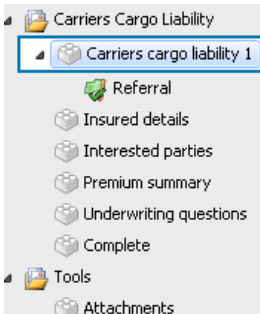 Carriers Cargo Liability
Carriers cargo liability 1
Referral
Insured details
Interested parties
Premium summary
Underwriting questions
Complete
Tools
Attachments